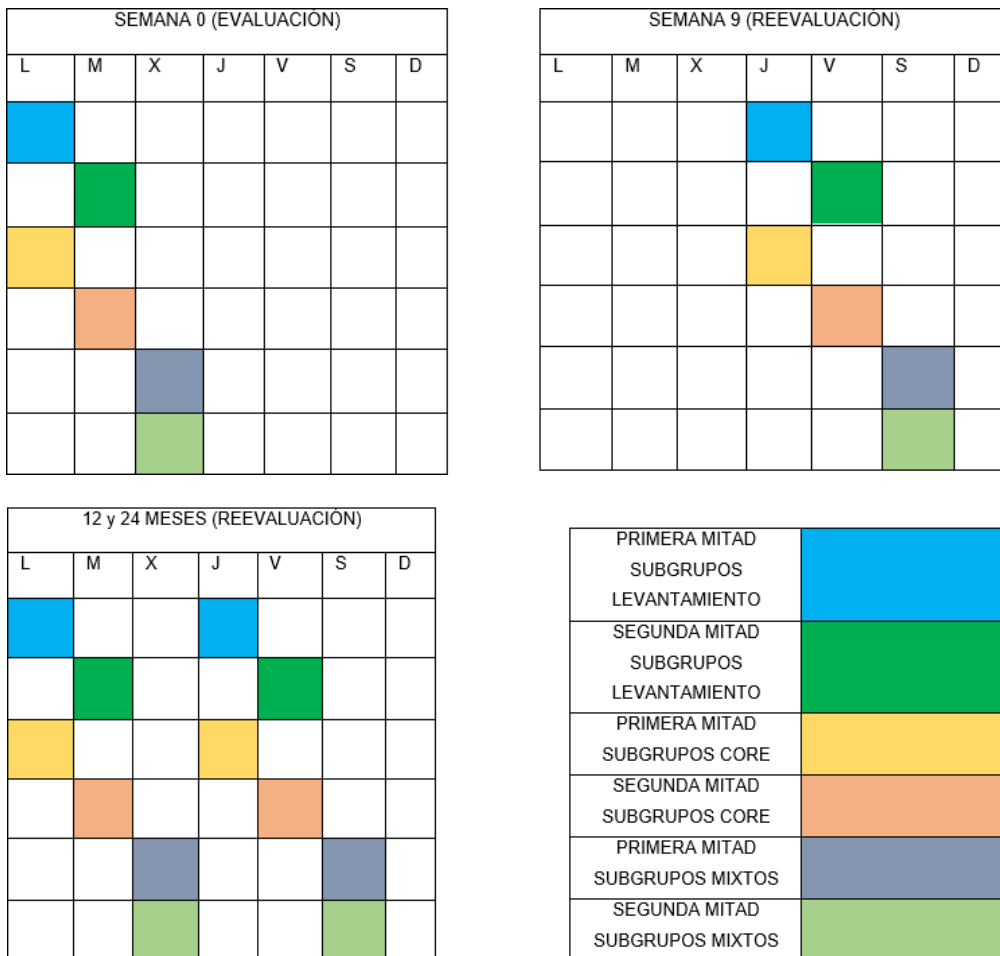 SEMANA 0 (EVALUACIÓN)
L M X J V S D
SEMANA 9 (REEVALUACIÓN)
L M X J V S D
12 y 24 MESES (REEVALUACIÓN)
L M X J V S D
PRIMERA MITAD
SUBGRUPOS
LEVANTAMIENTO
SEGUNDA MITAD
SUBGRUPOS
LEVANTAMIENTO
PRIMERA MITAD
SUBGRUPOS CORE
SEGUNDA MITAD
SUBGRUPOS CORE
PRIMERA MITAD
SUBGRUPOS MIXTOS
SEGUNDA MITAD
SUBGRUPOS MIXTOS